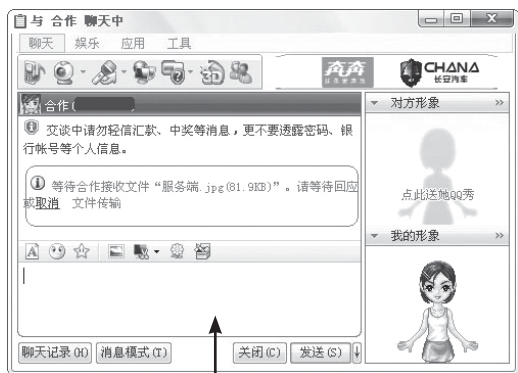 与 合作 聊天中
聊天 娱乐 应用 工具
奔奔
CHANA
长安汽车
合作(
对方形象
交谈中请勿轻信汇款、中奖等消息，更不要透露密码、银
行帐号等个人信息。
等待合作接收文件“服务端.jpg(81.9KB)”。请等待回应
或取消 文件传输
点此送她QQ秀
我的形象
聊天记录(H) 消息模式(T) 关闭(C) 发送(S)